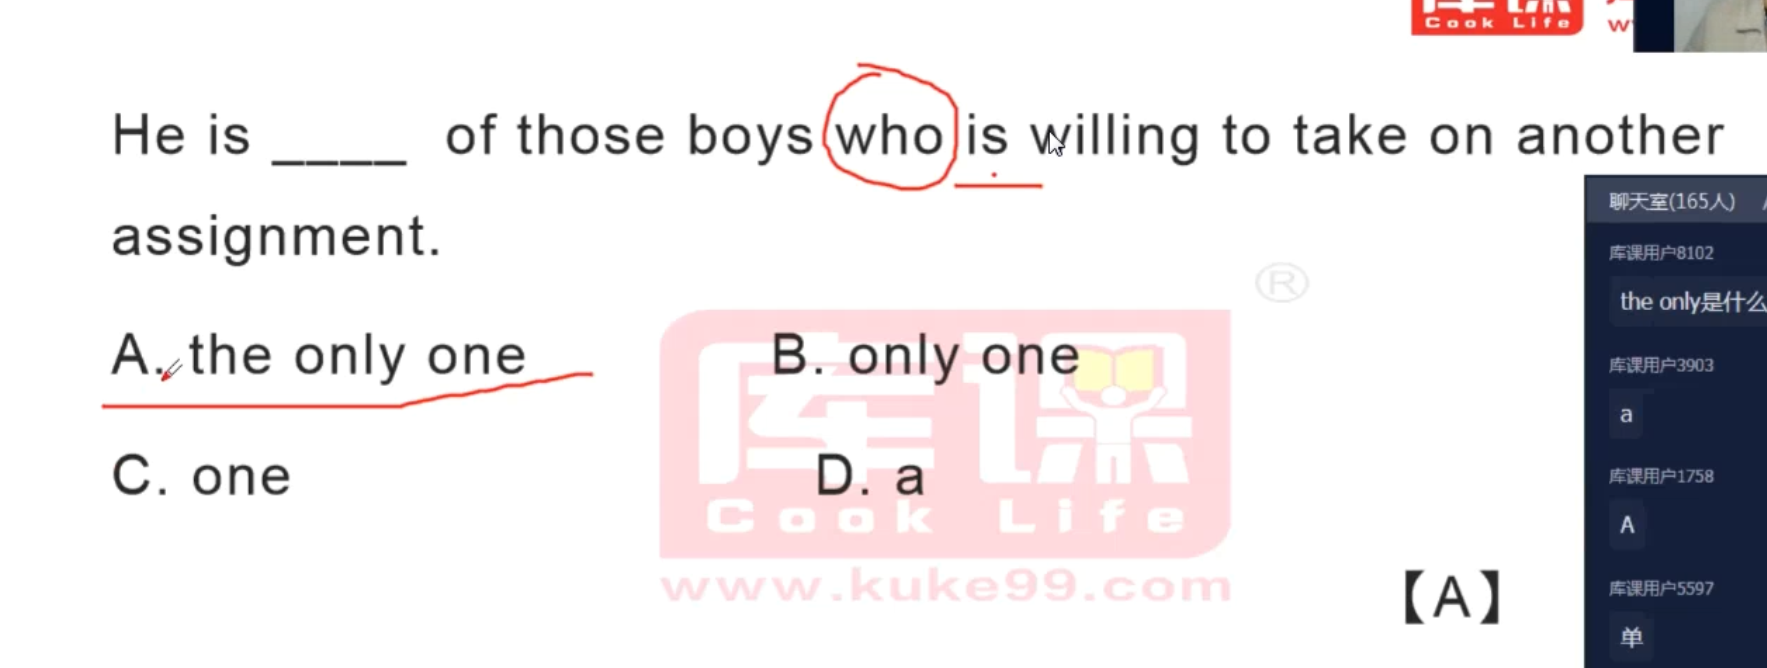 Cook Life
He is ____ of those boys who is willing to take on another
assignment.
A. the only one
B. only one
C. one
D. a
【A】
库课
®
Cook Life
www.kuke99.com
聊天室(165人)
库课用户8102
the only是什么
库课用户3903
a
库课用户1758
A
库课用户5597
单